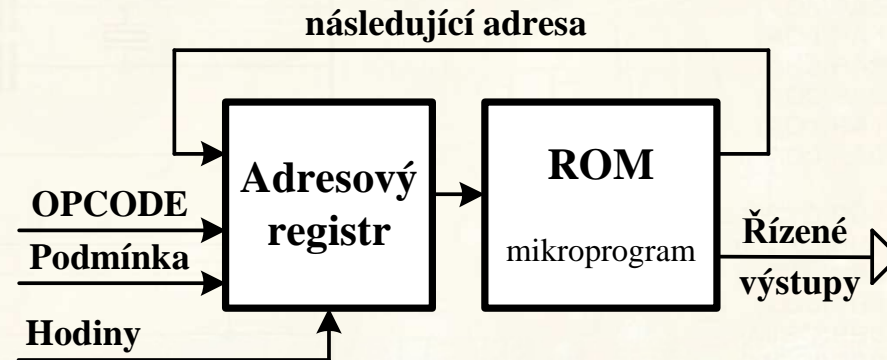 následující adresa
Adresový
registr
ROM
mikroprogram
OPCODE
Podmínka
Hodiny
Řízené
výstupy